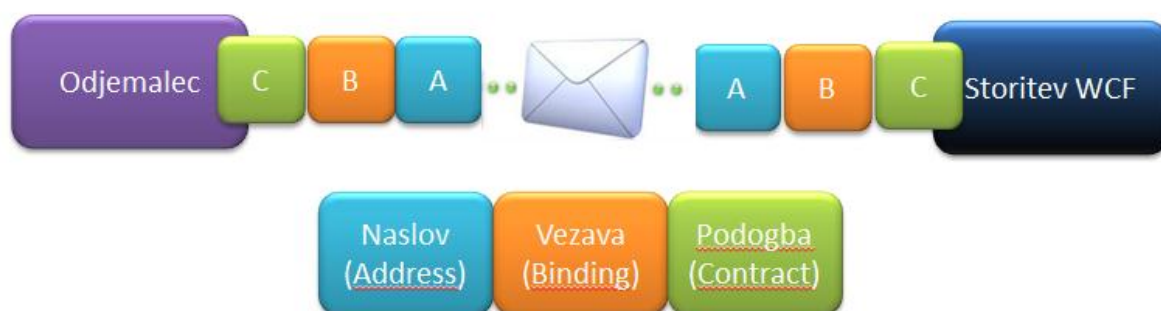 Odjemalec C B A A B C Storitev WCF
Naslov Vezava Podogba
(Address) (Binding) (Contract)